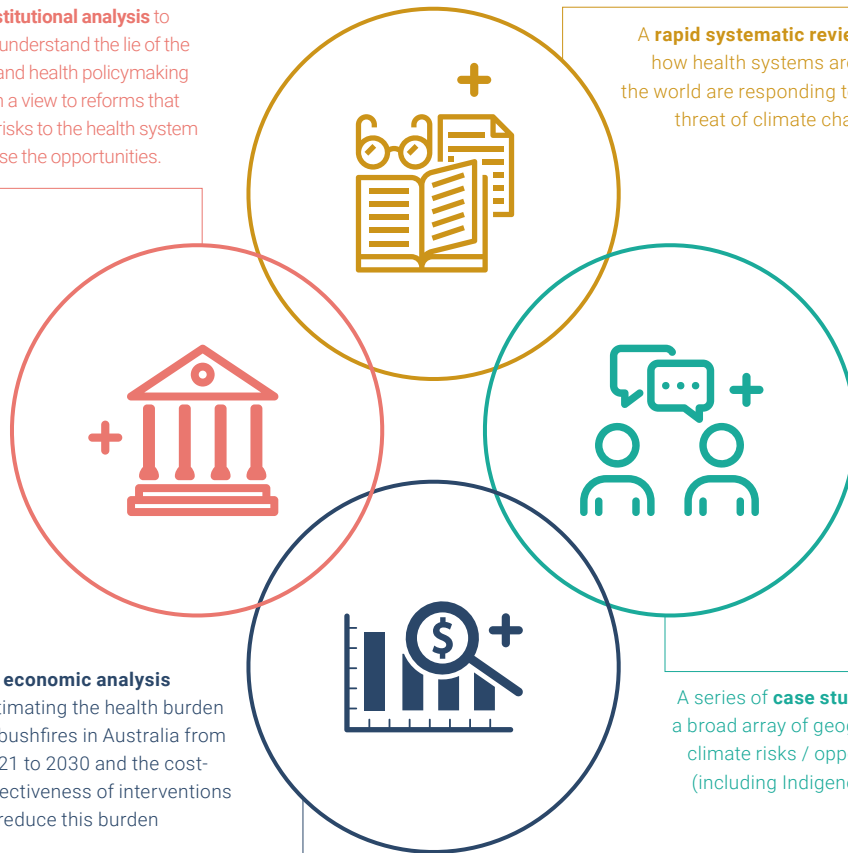 stitutional analysis to
understand the lie of the
and health policymaking
a view to reforms that
risks to the health system
se the opportunities.
A rapid systematic revie
how health systems are
the world are responding to
threat of climate cha
economic analysis
timating the health burden
bushfires in Australia from
21 to 2030 and the cost-
ectiveness of interventions
reduce this burden
A series of case stu
a broad array of geo
climate risks / opp
(including Indigen
$